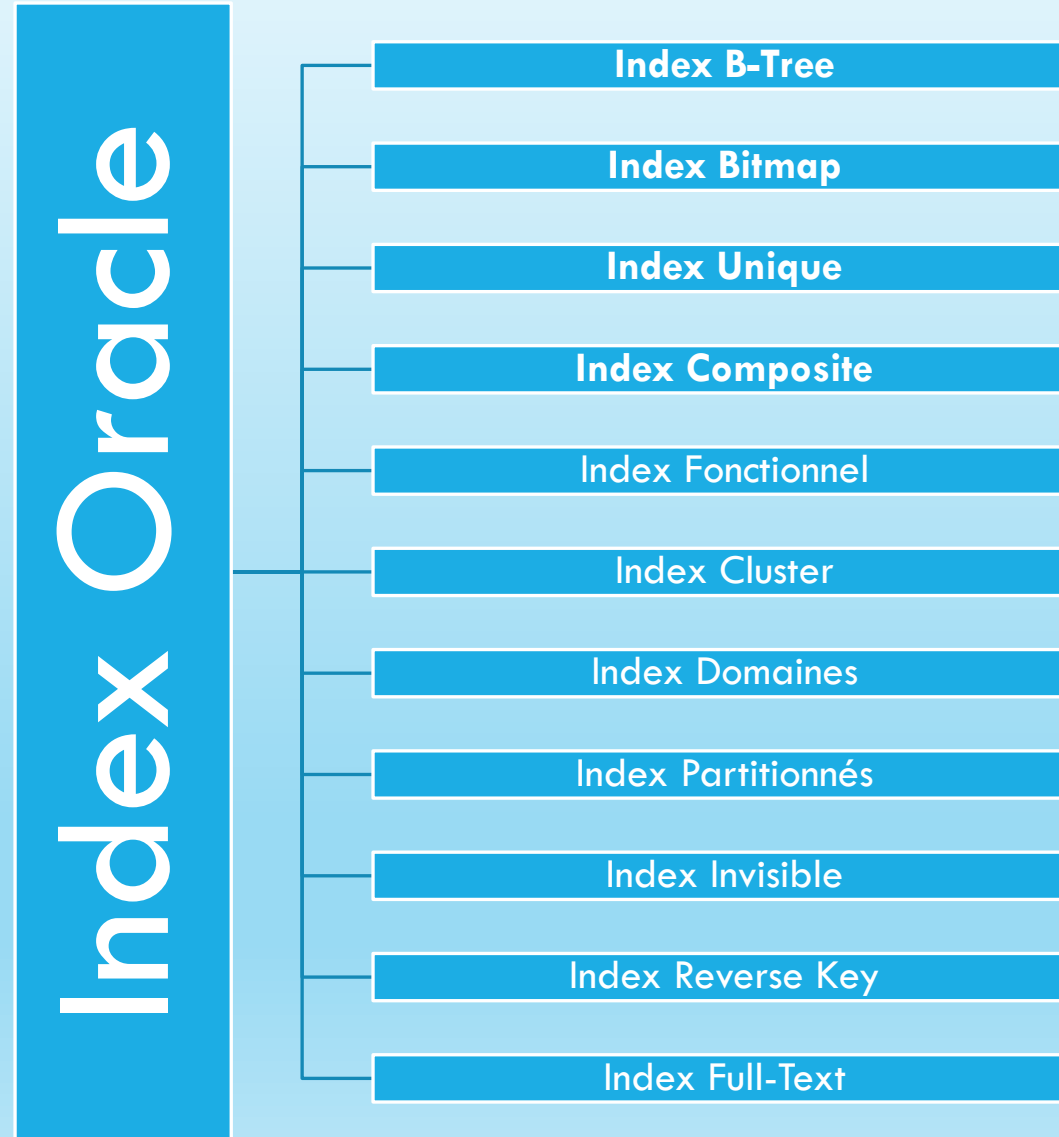 Index Oracle
Index B-Tree
Index Bitmap
Index Unique
Index Composite
Index Fonctionnel
Index Cluster
Index Domaines
Index Partitionnés
Index Invisible
Index Reverse Key
Index Full-Text